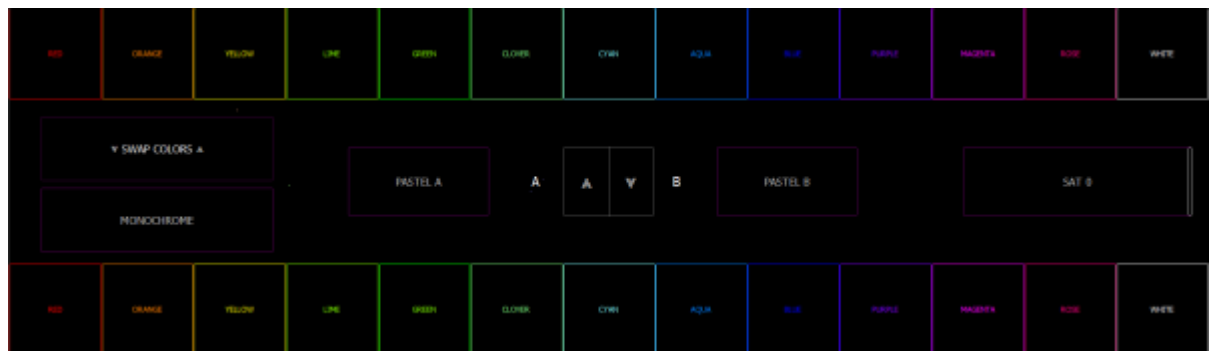 RED ORANGE YELLOW LIME GREEN CLOVER CYAN AQUA BLUE PURPLE MAGENTA ROSE WHITE
▼ SWAP COLORS ▲
PASTEL A A ▲ ▼ B PASTEL B SAT 0
MONOCHROME
RED ORANGE YELLOW LIME GREEN CLOVER CYAN AQUA BLUE PURPLE MAGENTA ROSE WHITE